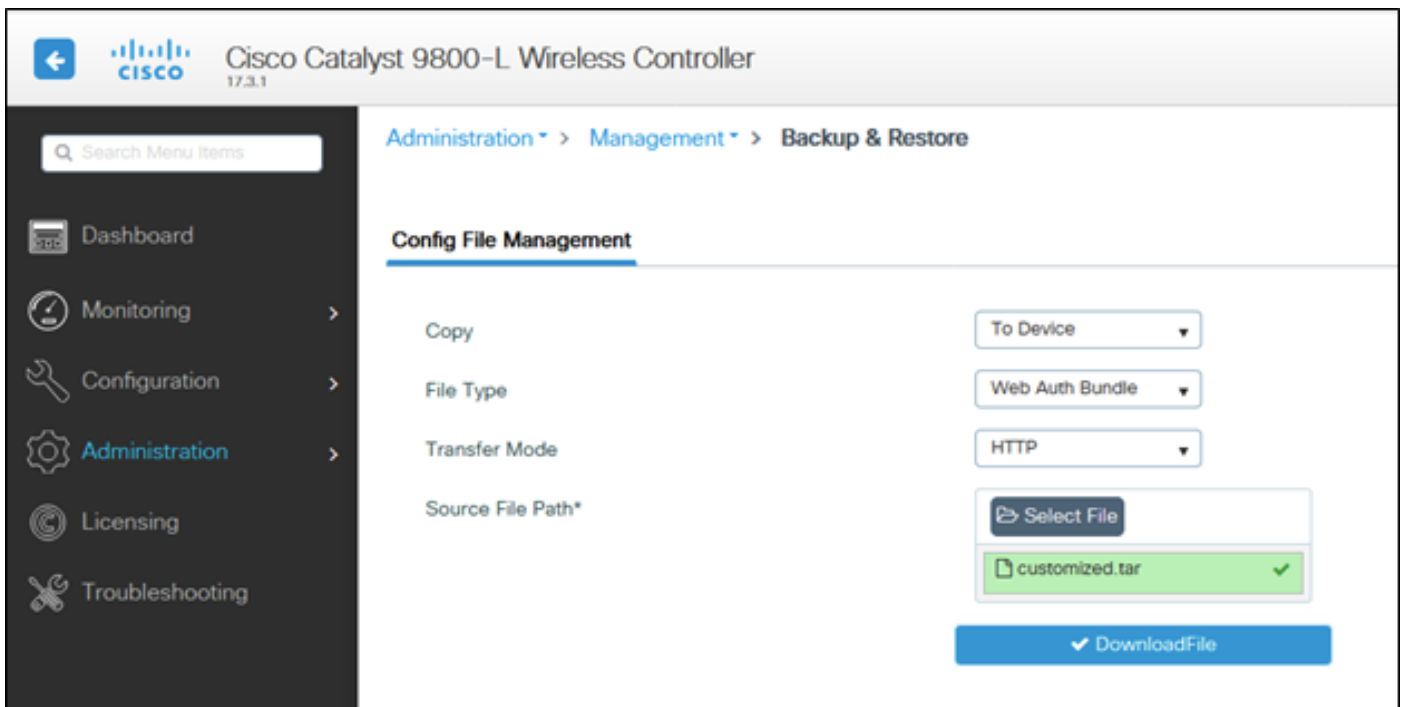 Cisco Catalyst 9800-L Wireless Controller
CISCO
17.3.1
Search Menu Items
Administration > Management > Backup & Restore
Dashboard
Config File Management
Monitoring
Copy
To Device
Configuration
File Type
Web Auth Bundle
Administration
Transfer Mode
HTTP
Source File Path*
Select File
Licensing
customized.tar
Troubleshooting
DownloadFile